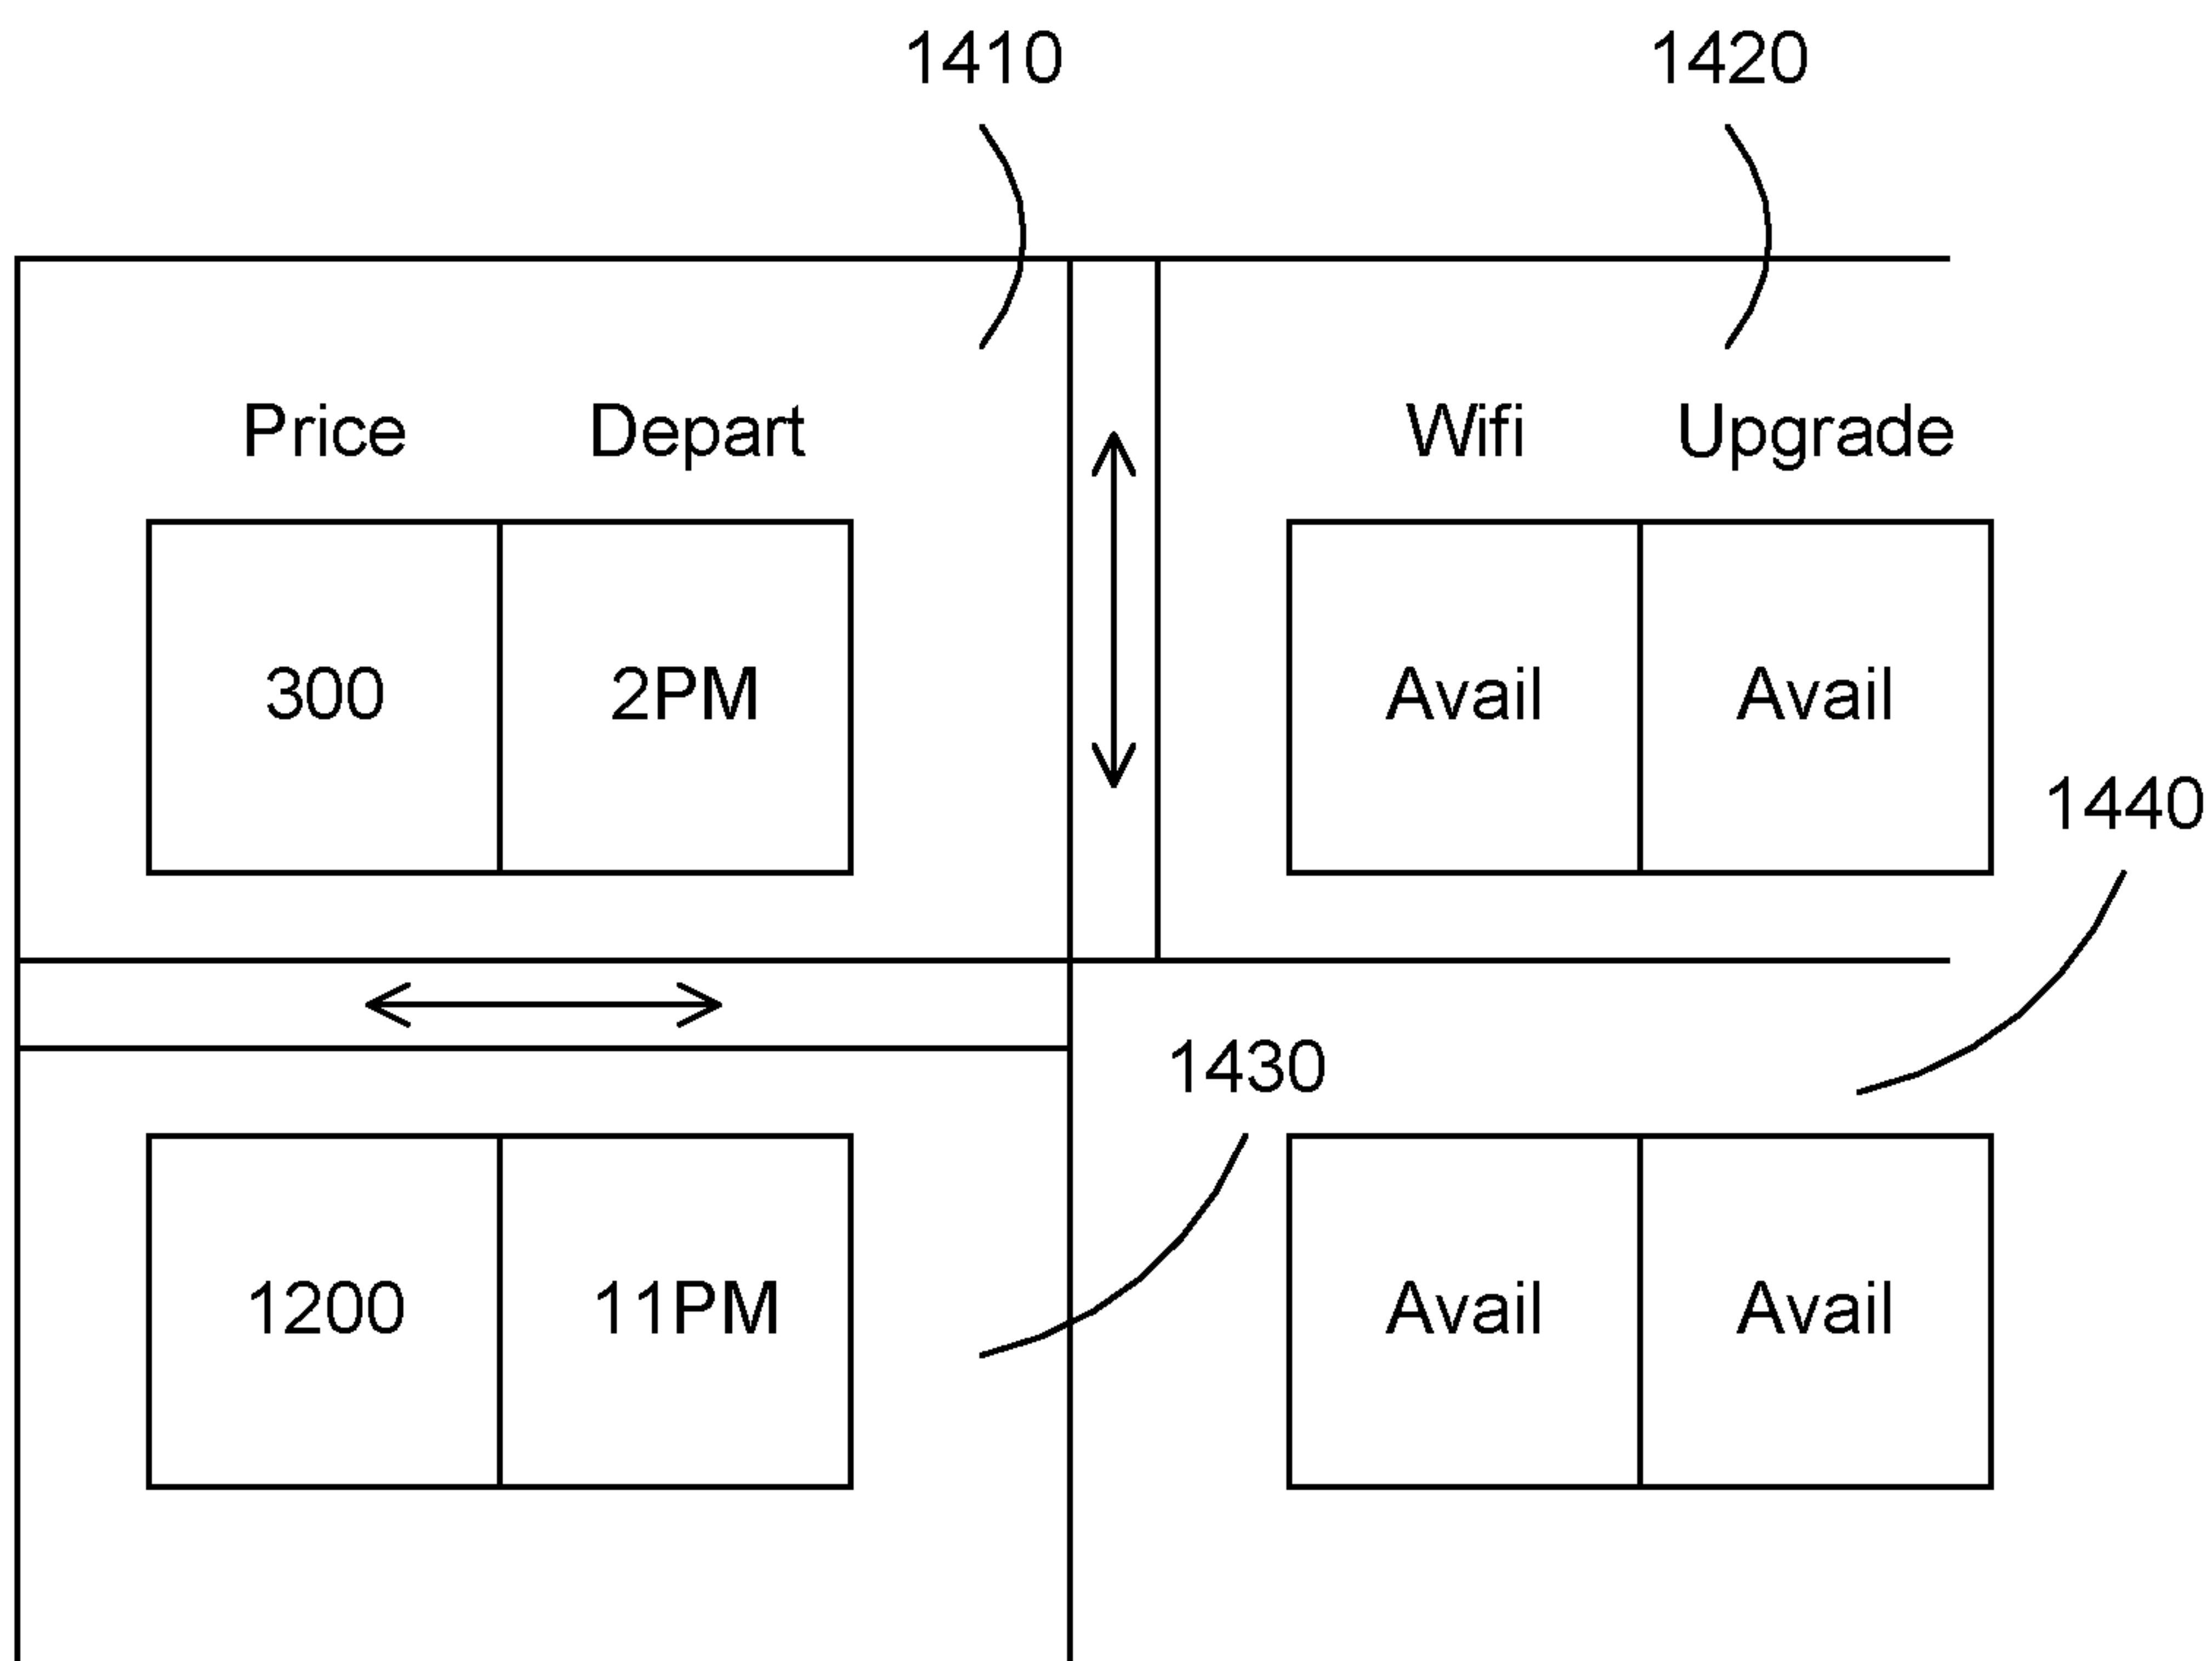 1410 1420
Price Depart Wifi Upgrade
300 2PM Avail Avail
1440
1430
1200 11PM Avail Avail